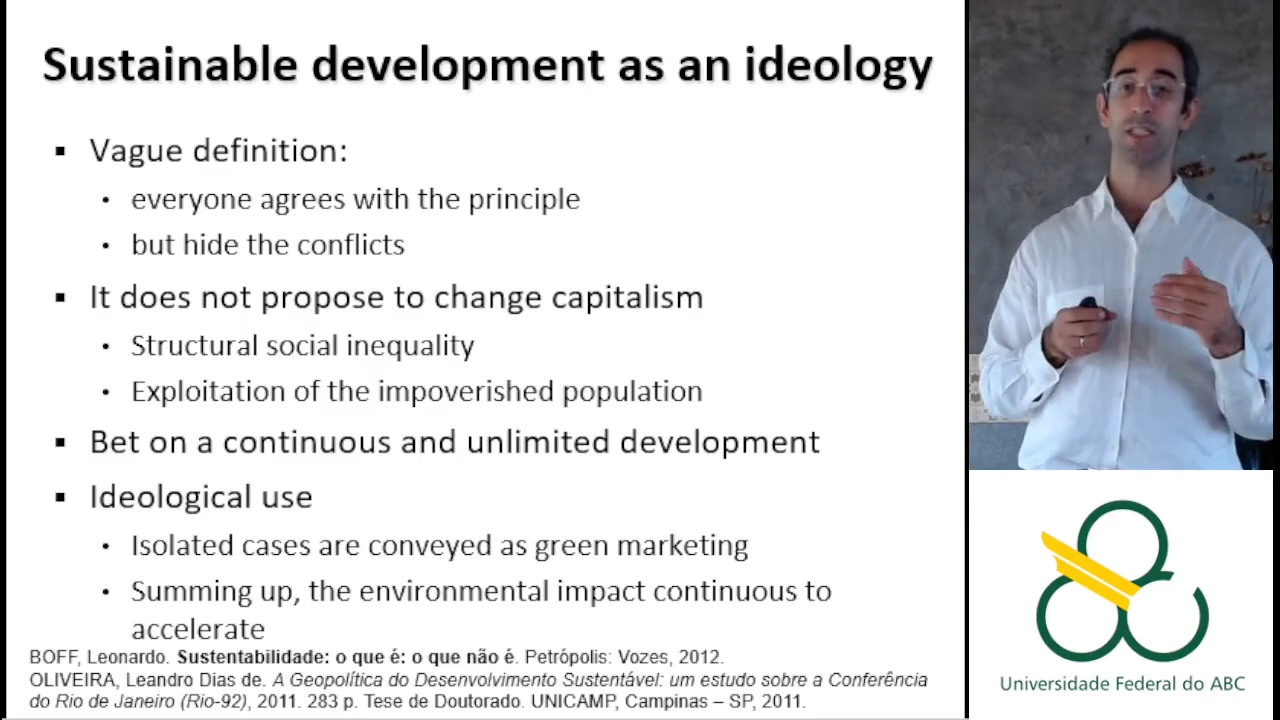 Sustainable development as an ideology
▪ Vague definition:
• everyone agrees with the principle
• but hide the conflicts
▪ It does not propose to change capitalism
• Structural social inequality
• Exploitation of the impoverished population
▪ Bet on a continuous and unlimited development
▪ Ideological use
• Isolated cases are conveyed as green marketing
• Summing up, the environmental impact continuous to
accelerate
BOFF, Leonardo. Sustentabilidade: o que é: o que não é. Petrópolis: Vozes, 2012.
OLIVEIRA, Leandro Dias de. A Geopolítica do Desenvolvimento Sustentável: um estudo sobre a Conferência
do Rio de Janeiro (Rio-92), 2011. 283 p. Tese de Doutorado. UNICAMP, Campinas – SP, 2011.
Universidade Federal do ABC